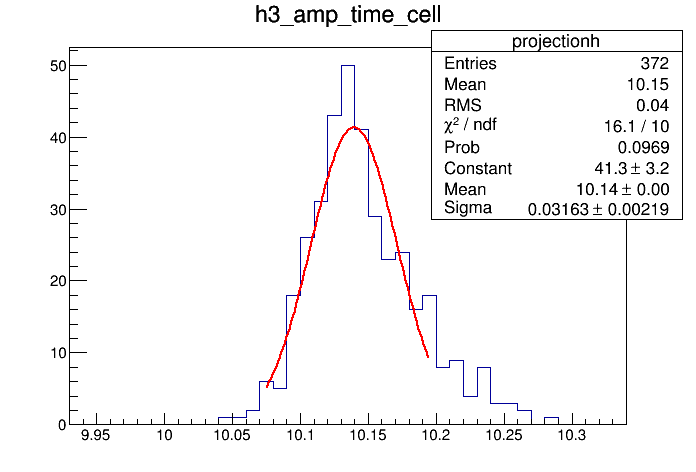 h3_amp_time_cell
projectionh
Entries 372
Mean 10.15
RMS 0.04
χ² / ndf 16.1 / 10
Prob 0.0969
Constant 41.3 ± 3.2
Mean 10.14 ± 0.00
Sigma 0.03163 ± 0.00219
50
40
30
20
10
0
9.95 10 10.05 10.1 10.15 10.2 10.25 10.3